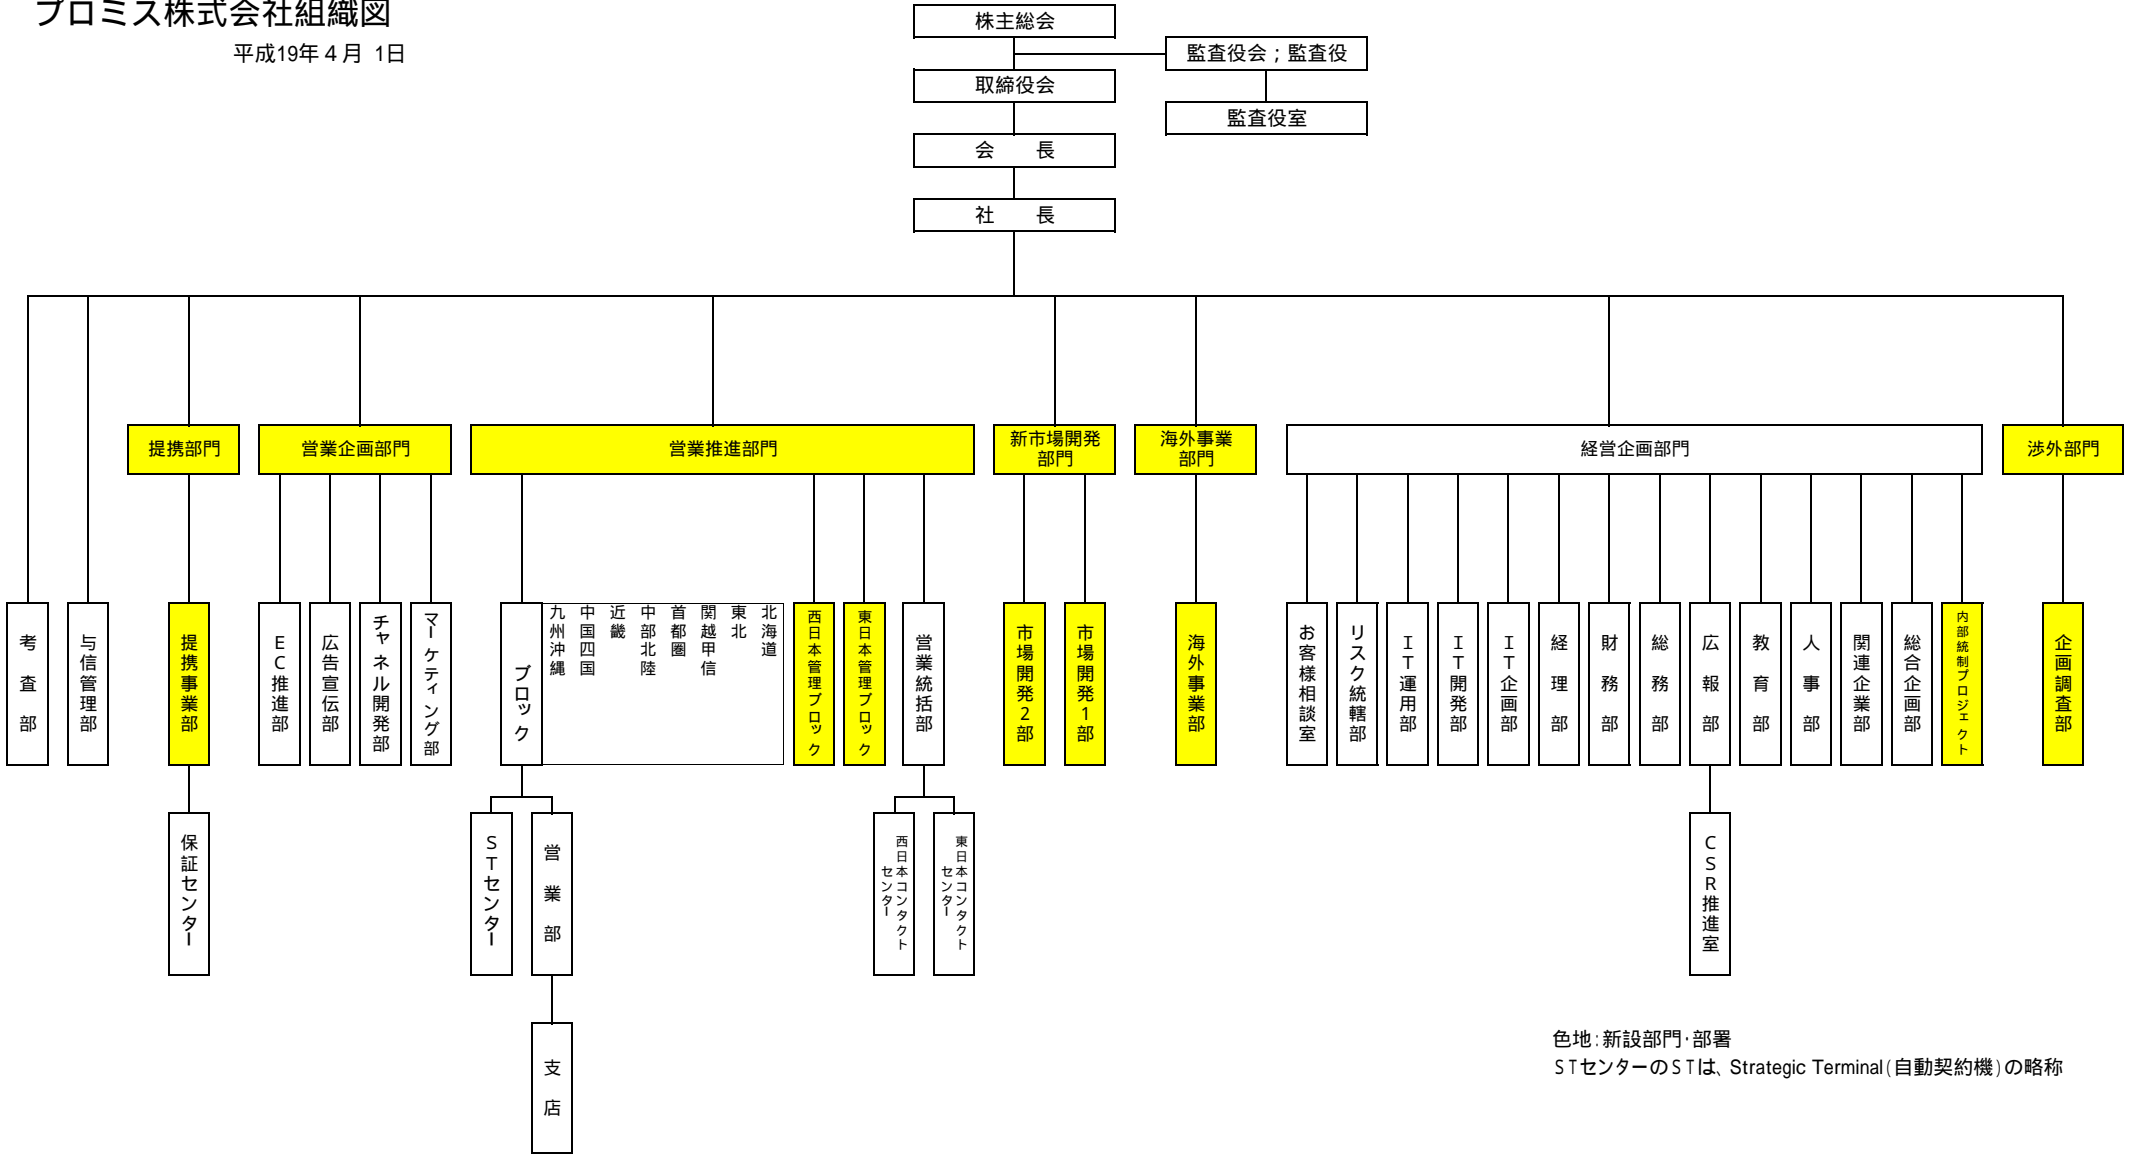 プロミス株式会社組織図
平成19年４月 1日
株主総会
監査役会；監査役
取締役会
監査役室
会　長
社　長
提携部門
営業企画部門
営業推進部門
新市場開発
部門
海外事業
部門
経営企画部門
渉外部門
考査部
与信管理部
提携事業部
EC推進部
広告宣伝部
チャネル開発部
マーケティング部
ブロック
九州沖縄
中国四国
近畿
中部北陸
首都圏
関越甲信
東北
北海道
西日本管理ブロック
東日本管理ブロック
営業統括部
市場開発2部
市場開発1部
海外事業部
お客様相談室
リスク統轄部
IT運用部
IT開発部
IT企画部
経理部
財務部
総務部
広報部
教育部
人事部
関連企業部
総合企画部
内部統制プロジェクト
企画調査部
保証センター
STセンター
営業部
西日本コンタクト
センター
東日本コンタクト
センター
CSR推進室
支店
色地：新設部門・部署
STセンターのSTは、Strategic Terminal（自動契約機）の略称